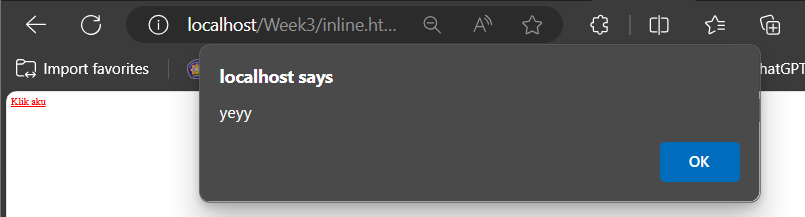 localhost/Week3/inline.ht...
Import favorites
hatGPT
localhost says
yeyy
OK
Klik aku